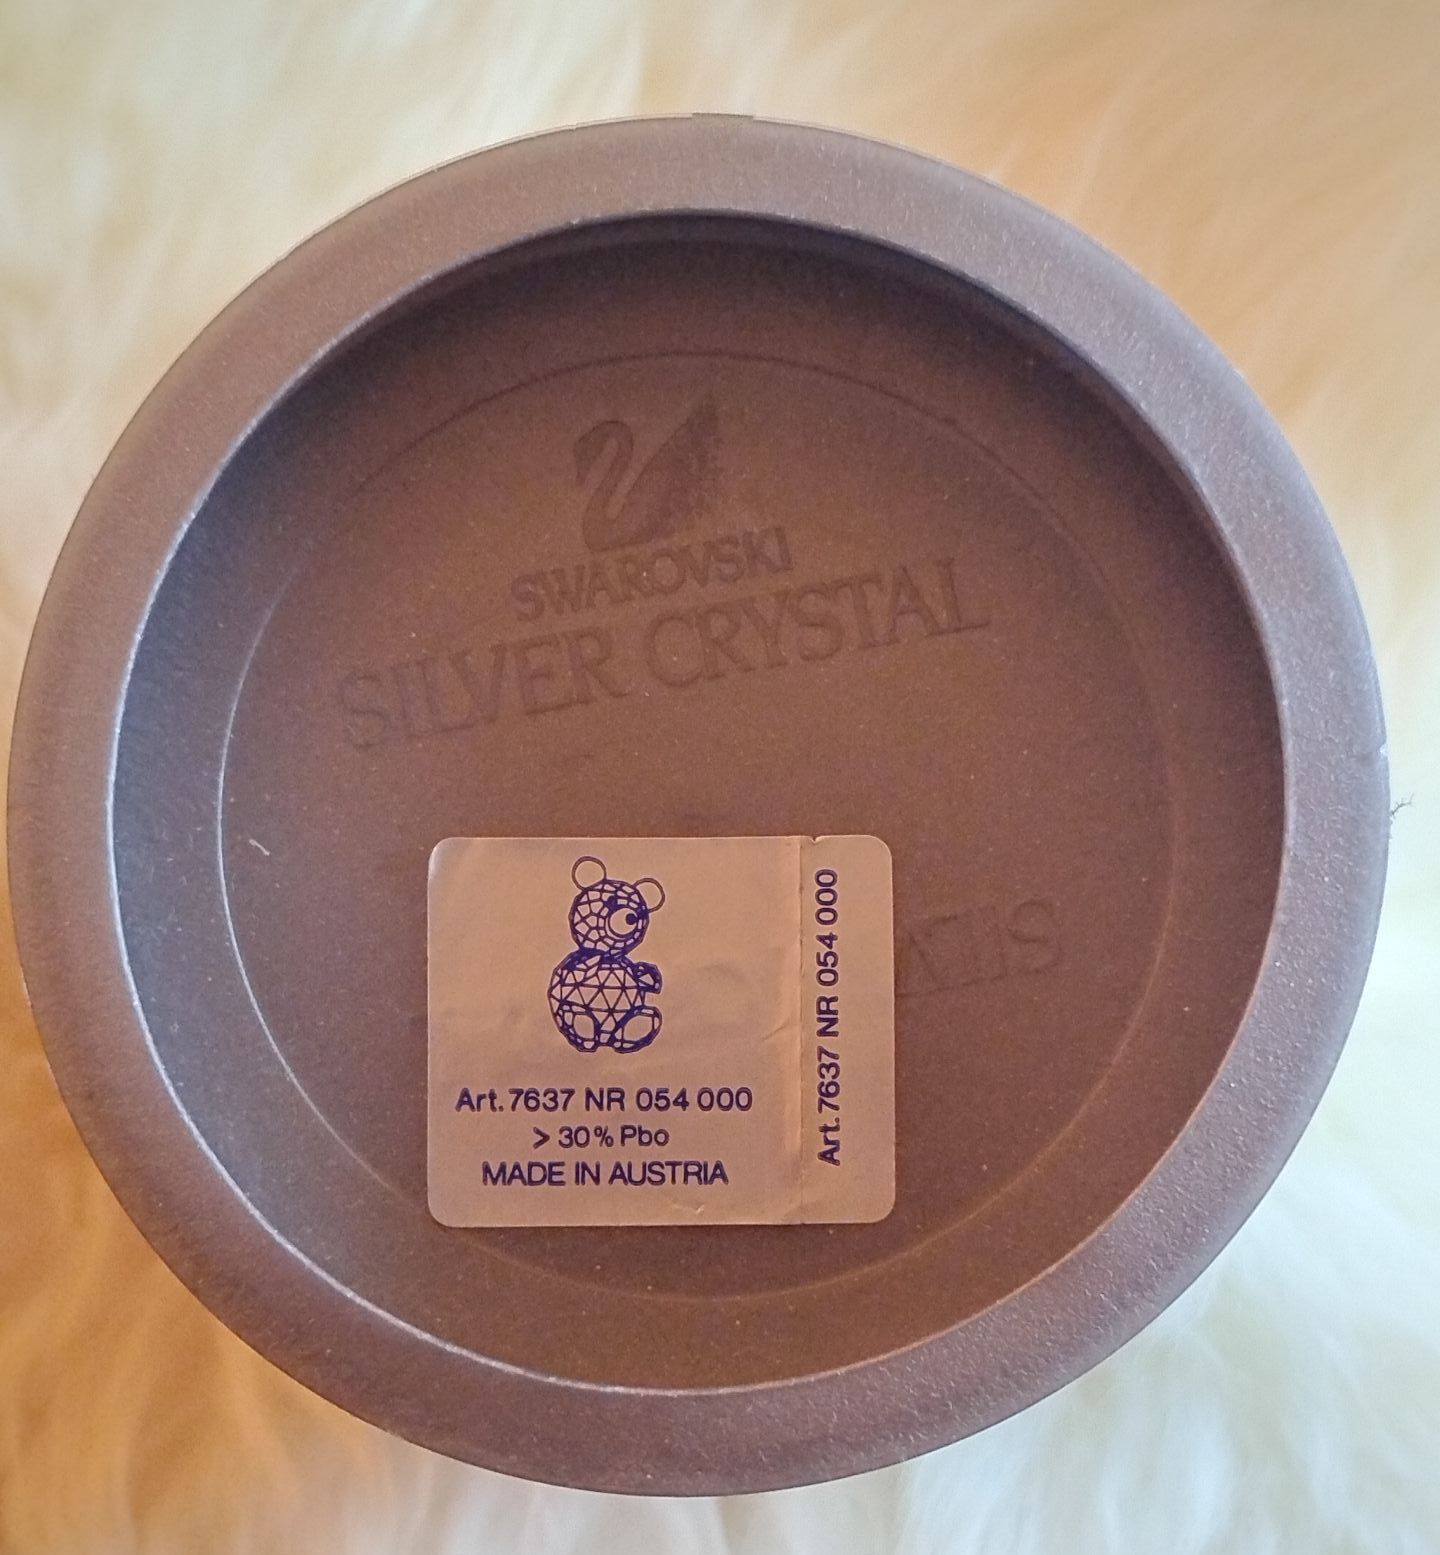 SWAROVSKI
SILVER CRYSTAL
Art. 7637 NR 054 000
> 30% Pbo
MADE IN AUSTRIA
Art. 7637 NR 054 000